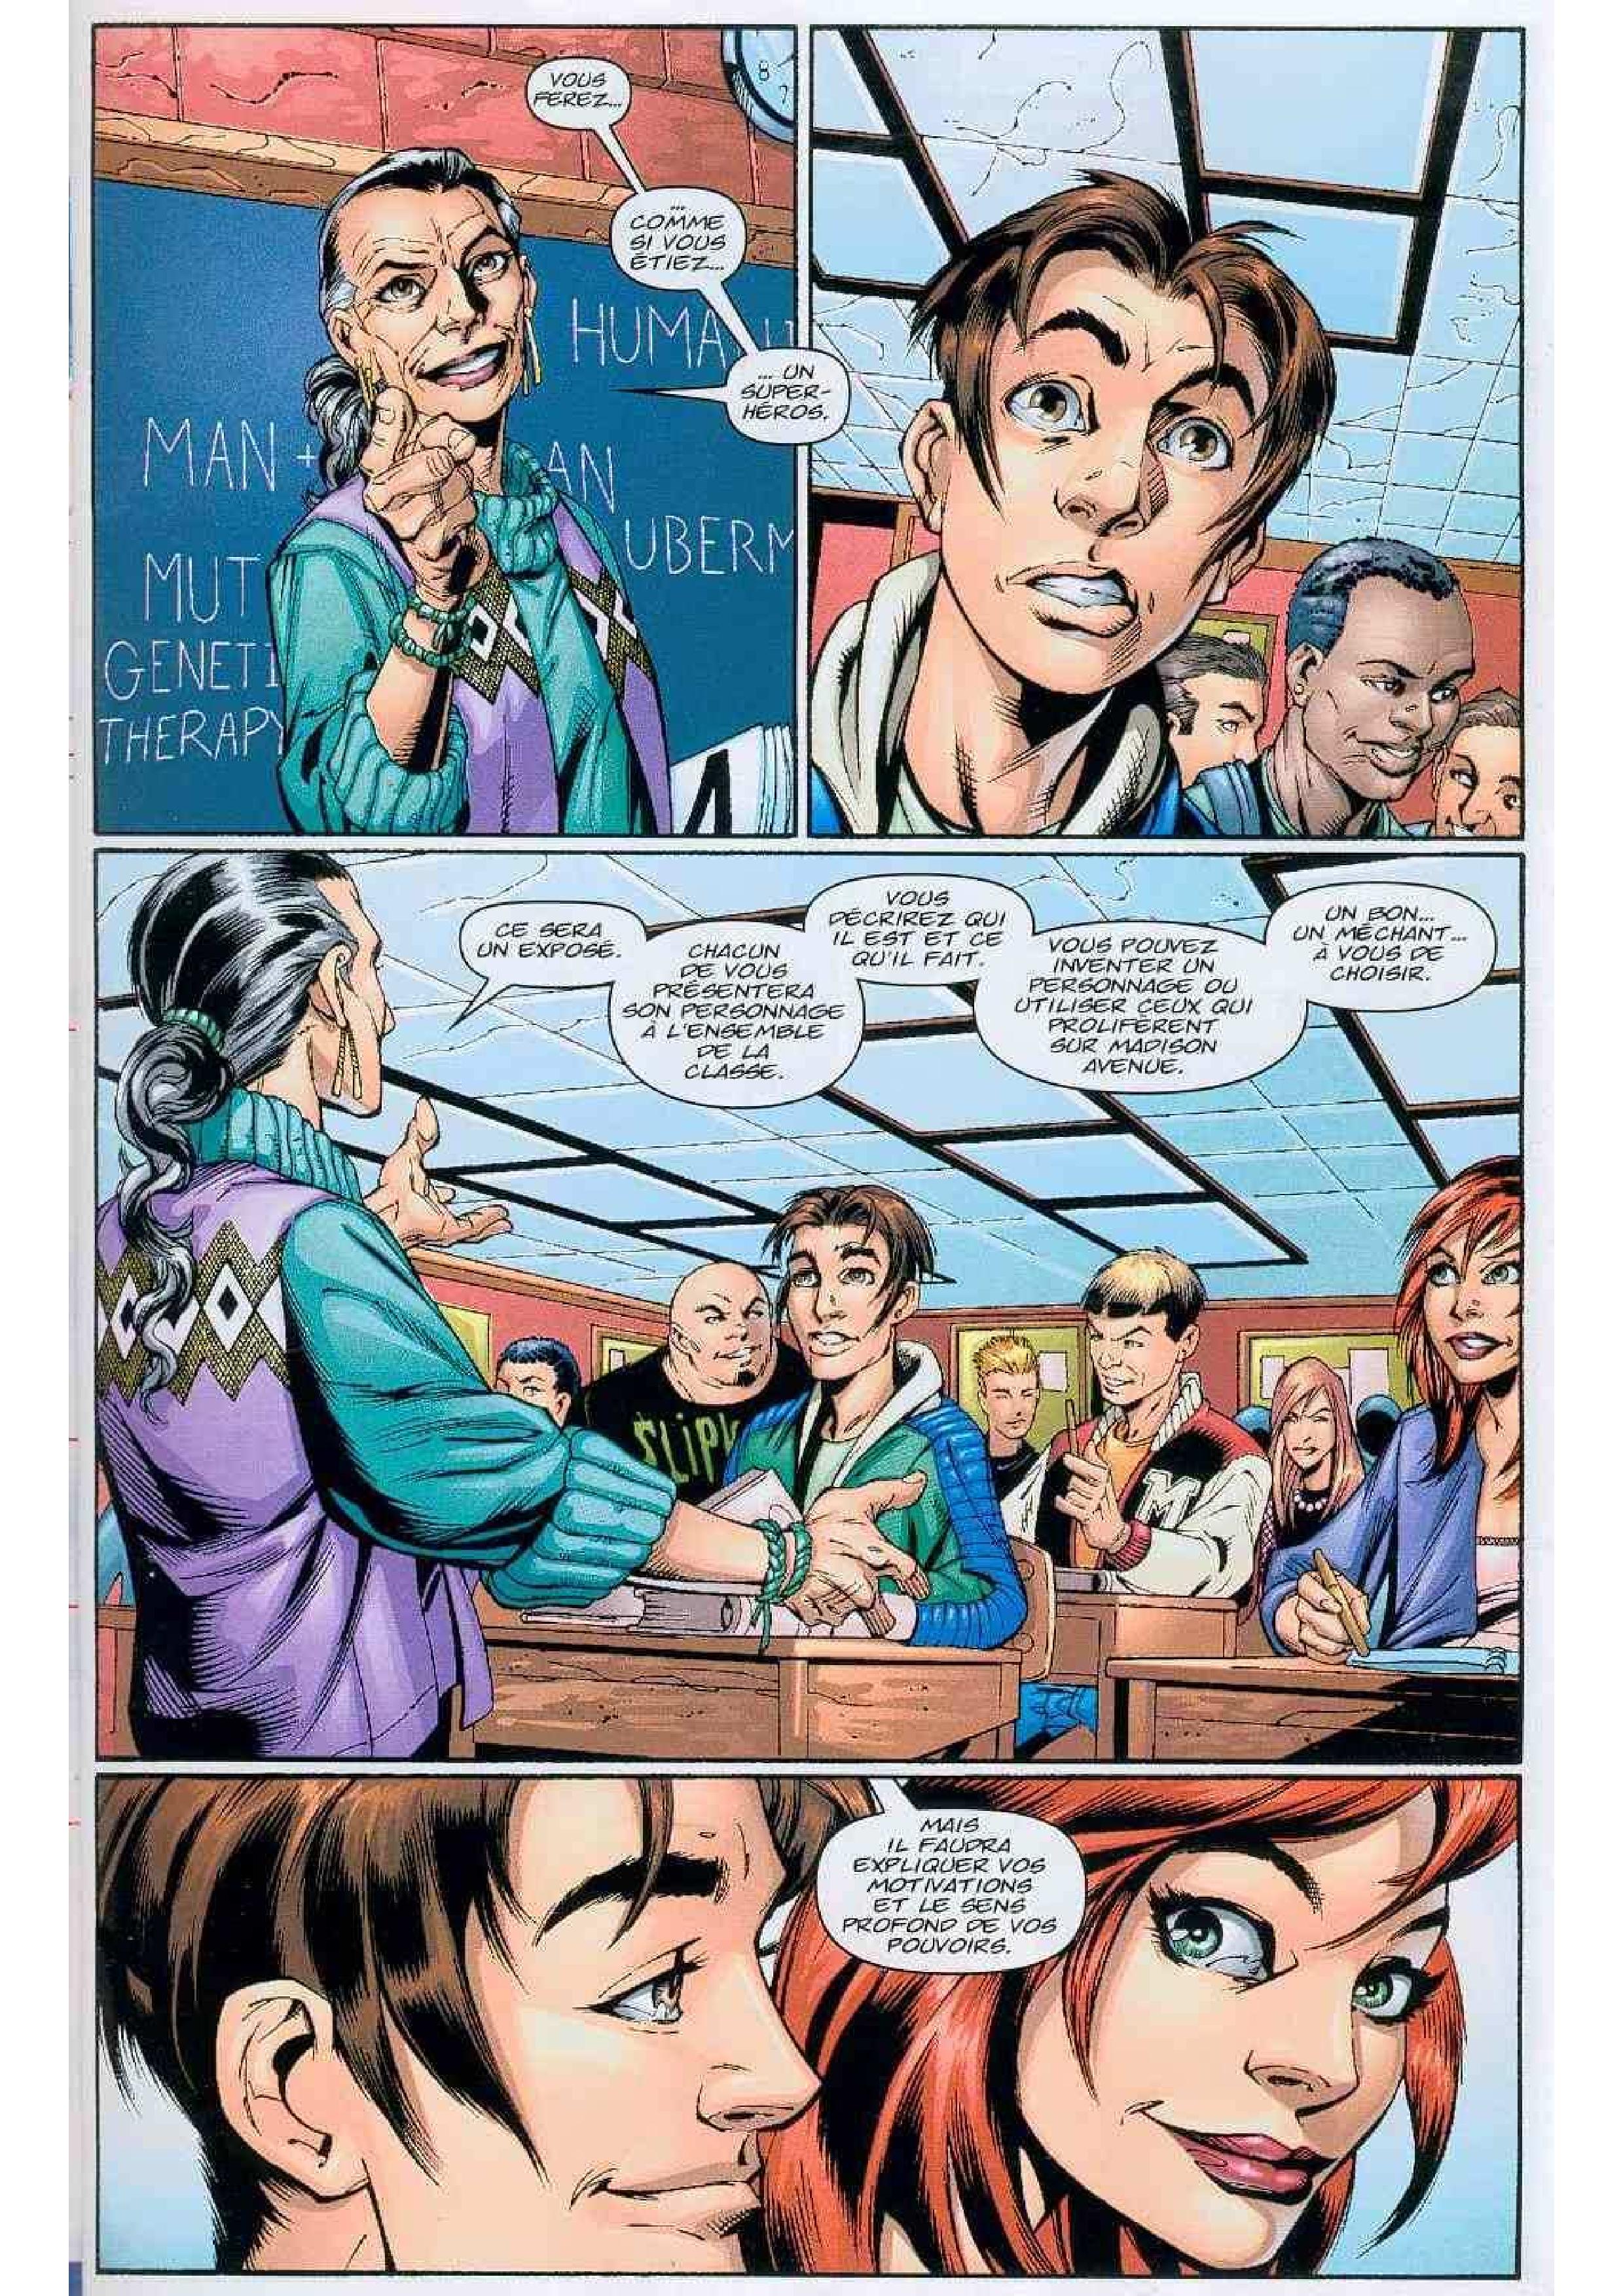 VOUS
FEREZ...
...
COMME
SI VOUS
ÉTIEZ...
... UN
SUPER-
HÉROS.
8
7
HUMA
MAN +
AN
UBERM
MUT
GENETI
THERAPY
CE SERA
UN EXPOSÉ.
CHACUN
DE VOUS
PRÉSENTERA
SON PERSONNAGE
À L'ENSEMBLE
DE LA
CLASSE.
VOUS
DÉCRIREZ QUI
IL EST ET CE
QU'IL FAIT.
VOUS POUVEZ
INVENTER UN
PERSONNAGE OU
UTILISER CEUX QUI
PROLIFÈRENT
SUR MADISON
AVENUE.
UN BON...
UN MÉCHANT...
À VOUS DE
CHOISIR.
SLIPK
M
MAIS
IL FAUDRA
EXPLIQUER VOS
MOTIVATIONS
ET LE SENS
PROFOND DE VOS
POUVOIRS.